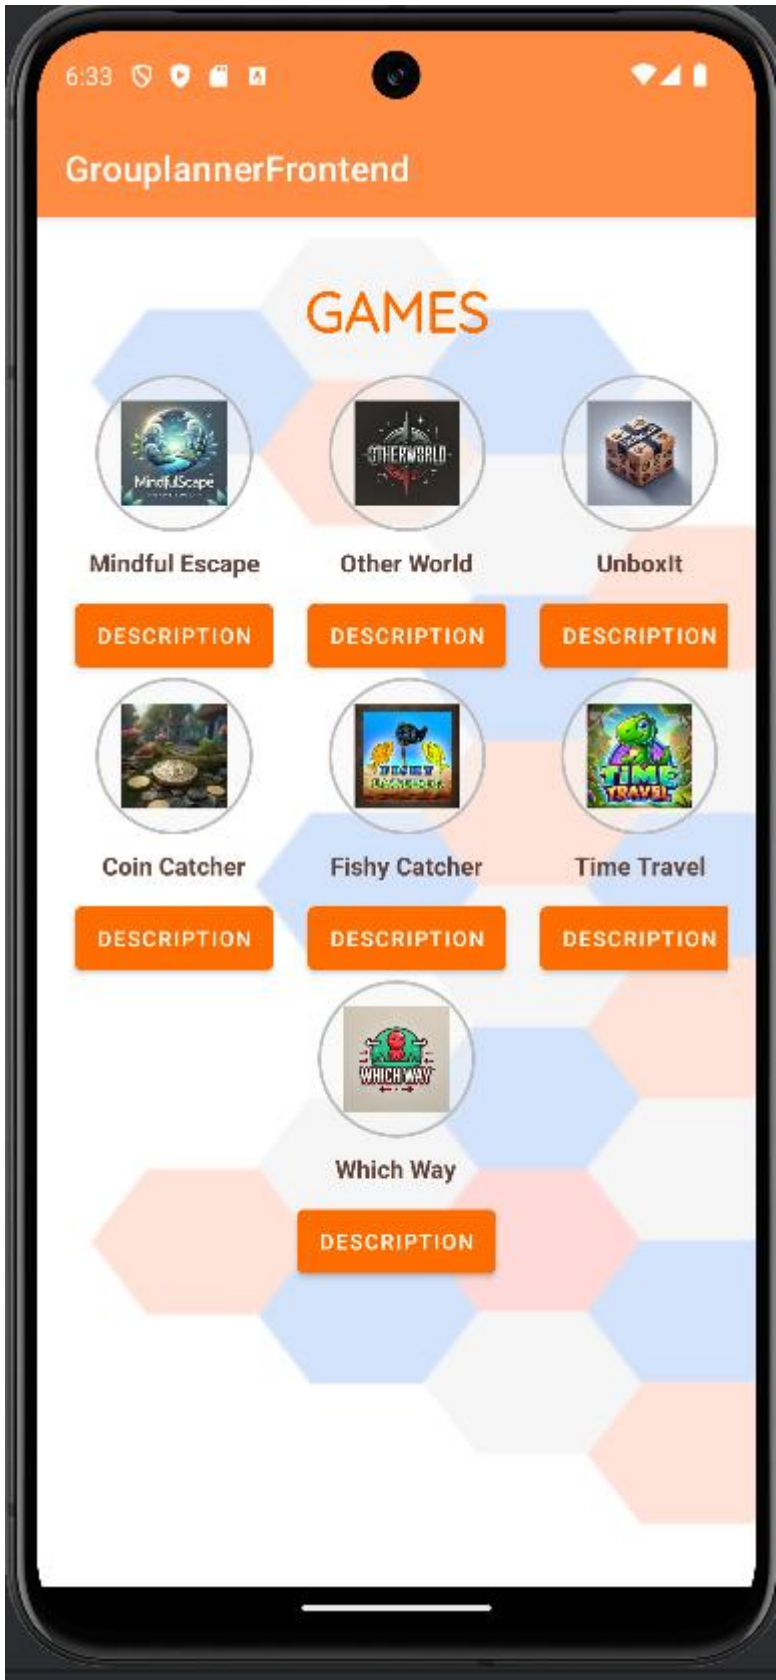 6:33
GrouplannerFrontend
GAMES
MindfulScape
OTHERWORLD
Mindful Escape
Other World
UnboxIt
DESCRIPTION
DESCRIPTION
DESCRIPTION
FISHY
TIME
TRAVEL
Coin Catcher
Fishy Catcher
Time Travel
DESCRIPTION
DESCRIPTION
DESCRIPTION
WHICH WAY
Which Way
DESCRIPTION